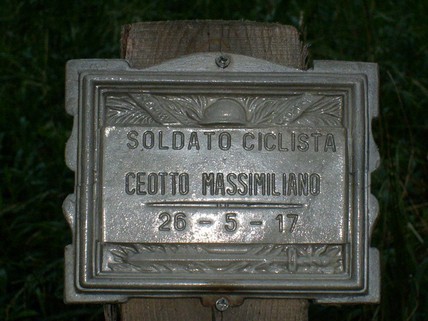 SOLDATO CICLISTA
CEOTTO MASSIMILIANO
26-5-17